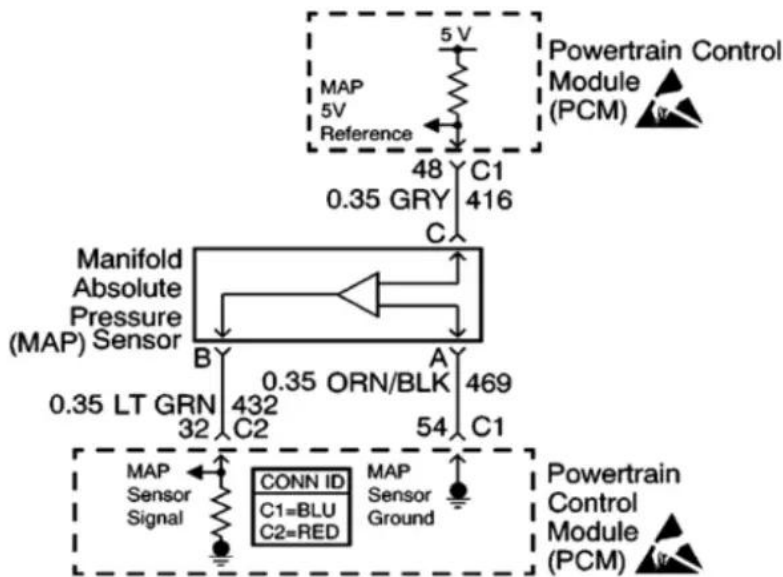 5 V
Powertrain Control
Module
(PCM)
MAP
5V
Reference
48 C1
0.35 GRY 416
C
Manifold
Absolute
Pressure
(MAP) Sensor
B A
0.35 ORN/BLK 469
0.35 LT GRN 432
32 C2 54 C1
MAP
Sensor
Signal
CONN ID
C1=BLU
C2=RED
MAP
Sensor
Ground
Powertrain
Control
Module
(PCM)